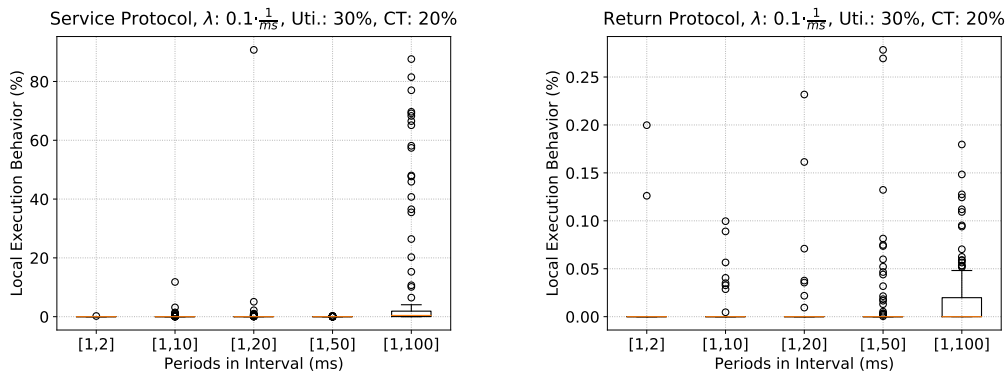 Service Protocol, λ: 0.1·1/ms, Uti.: 30%, CT: 20%
Local Execution Behavior (%)
80
60
40
20
0
[1,2] [1,10] [1,20] [1,50] [1,100]
Periods in Interval (ms)
Return Protocol, λ: 0.1·1/ms, Uti.: 30%, CT: 20%
Local Execution Behavior (%)
0.25
0.20
0.15
0.10
0.05
0.00
[1,2] [1,10] [1,20] [1,50] [1,100]
Periods in Interval (ms)